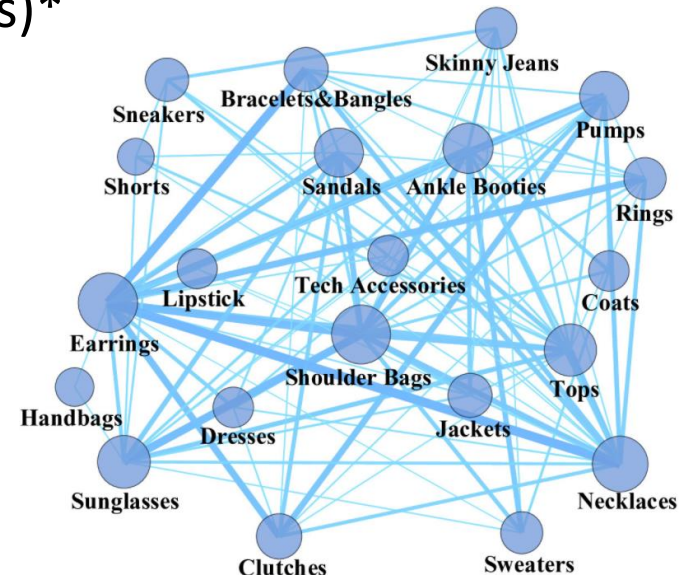 s)*
Skinny Jeans
Bracelets&Bangles
Sneakers
Pumps
Shorts
Sandals
Ankle Booties
Rings
Lipstick
Tech Accessories
Coats
Earrings
Shoulder Bags
Tops
Handbags
Dresses
Jackets
Sunglasses
Necklaces
Clutches
Sweaters